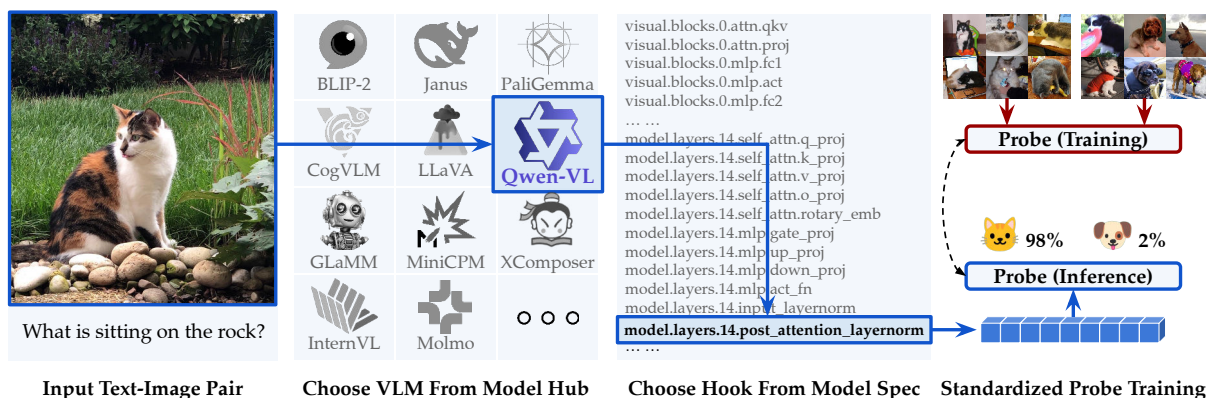 What is sitting on the rock?
Input Text-Image Pair
BLIP-2
Janus
PaliGemma
CogVLM
LLaVA
Qwen-VL
GLaMM
MiniCPM
XComposer
InternVL
Molmo
Choose VLM From Model Hub
visual.blocks.0.attn.qkv
visual.blocks.0.attn.proj
visual.blocks.0.mlp.fc1
visual.blocks.0.mlp.act
visual.blocks.0.mlp.fc2
... ...
model.layers.14.self_attn.q_proj
model.layers.14.self_attn.k_proj
model.layers.14.self_attn.v_proj
model.layers.14.self_attn.o_proj
model.layers.14.self_attn.rotary_emb
model.layers.14.mlp.gate_proj
model.layers.14.mlp.up_proj
model.layers.14.mlp.down_proj
model.layers.14.mlp.act_fn
model.layers.14.input_layernorm
model.layers.14.post_attention_layernorm
... ...
Choose Hook From Model Spec
Probe (Training)
98%
2%
Probe (Inference)
Standardized Probe Training